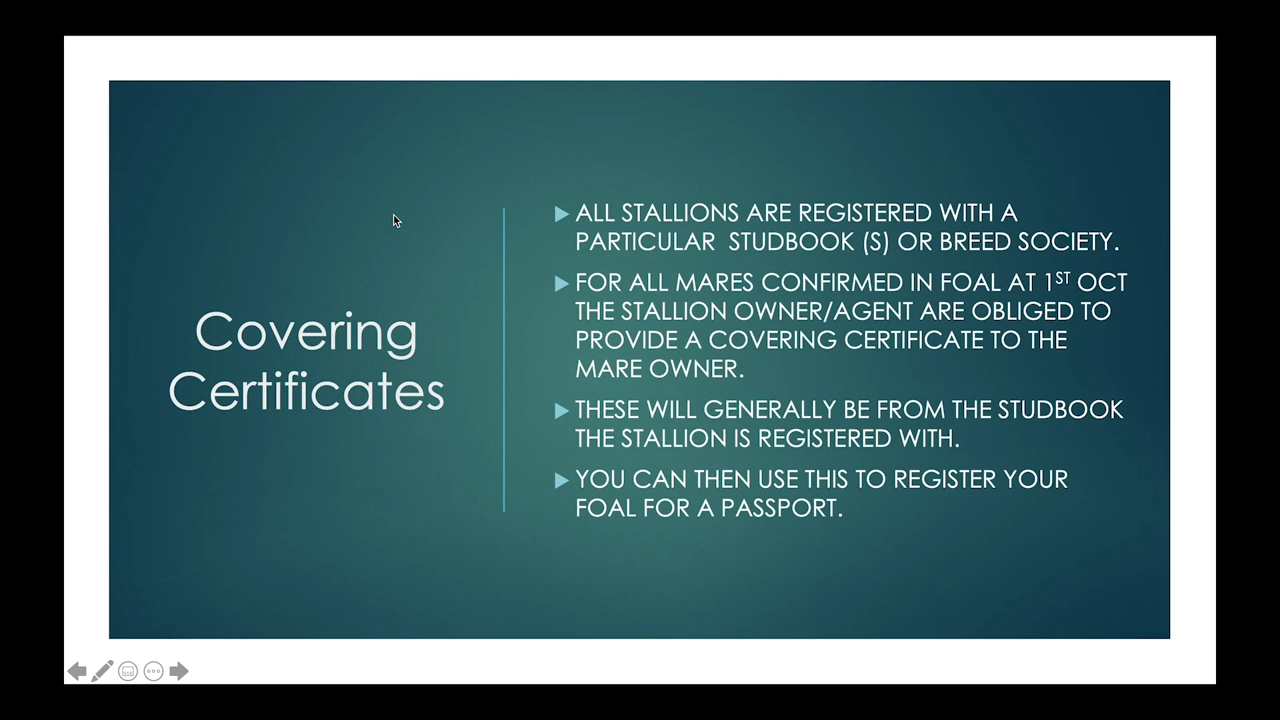 Covering
Certificates
ALL STALLIONS ARE REGISTERED WITH A
PARTICULAR STUDBOOK (S) OR BREED SOCIETY.
FOR ALL MARES CONFIRMED IN FOAL AT 1ST OCT
THE STALLION OWNER/AGENT ARE OBLIGED TO
PROVIDE A COVERING CERTIFICATE TO THE
MARE OWNER.
THESE WILL GENERALLY BE FROM THE STUDBOOK
THE STALLION IS REGISTERED WITH.
YOU CAN THEN USE THIS TO REGISTER YOUR
FOAL FOR A PASSPORT.